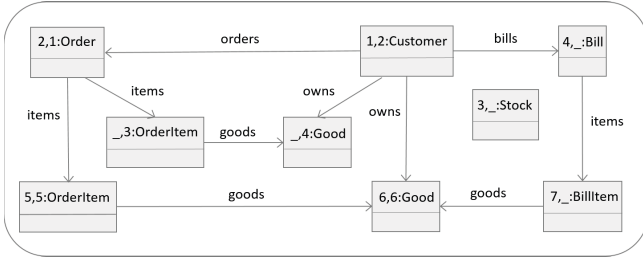 orders
bills
2,1:Order
1,2:Customer
4,_:Bill
items
items
owns
owns
3,_:Stock
items
_,3:OrderItem
goods
_,4:Good
5,5:OrderItem
goods
6,6:Good
goods
7,_:BillItem